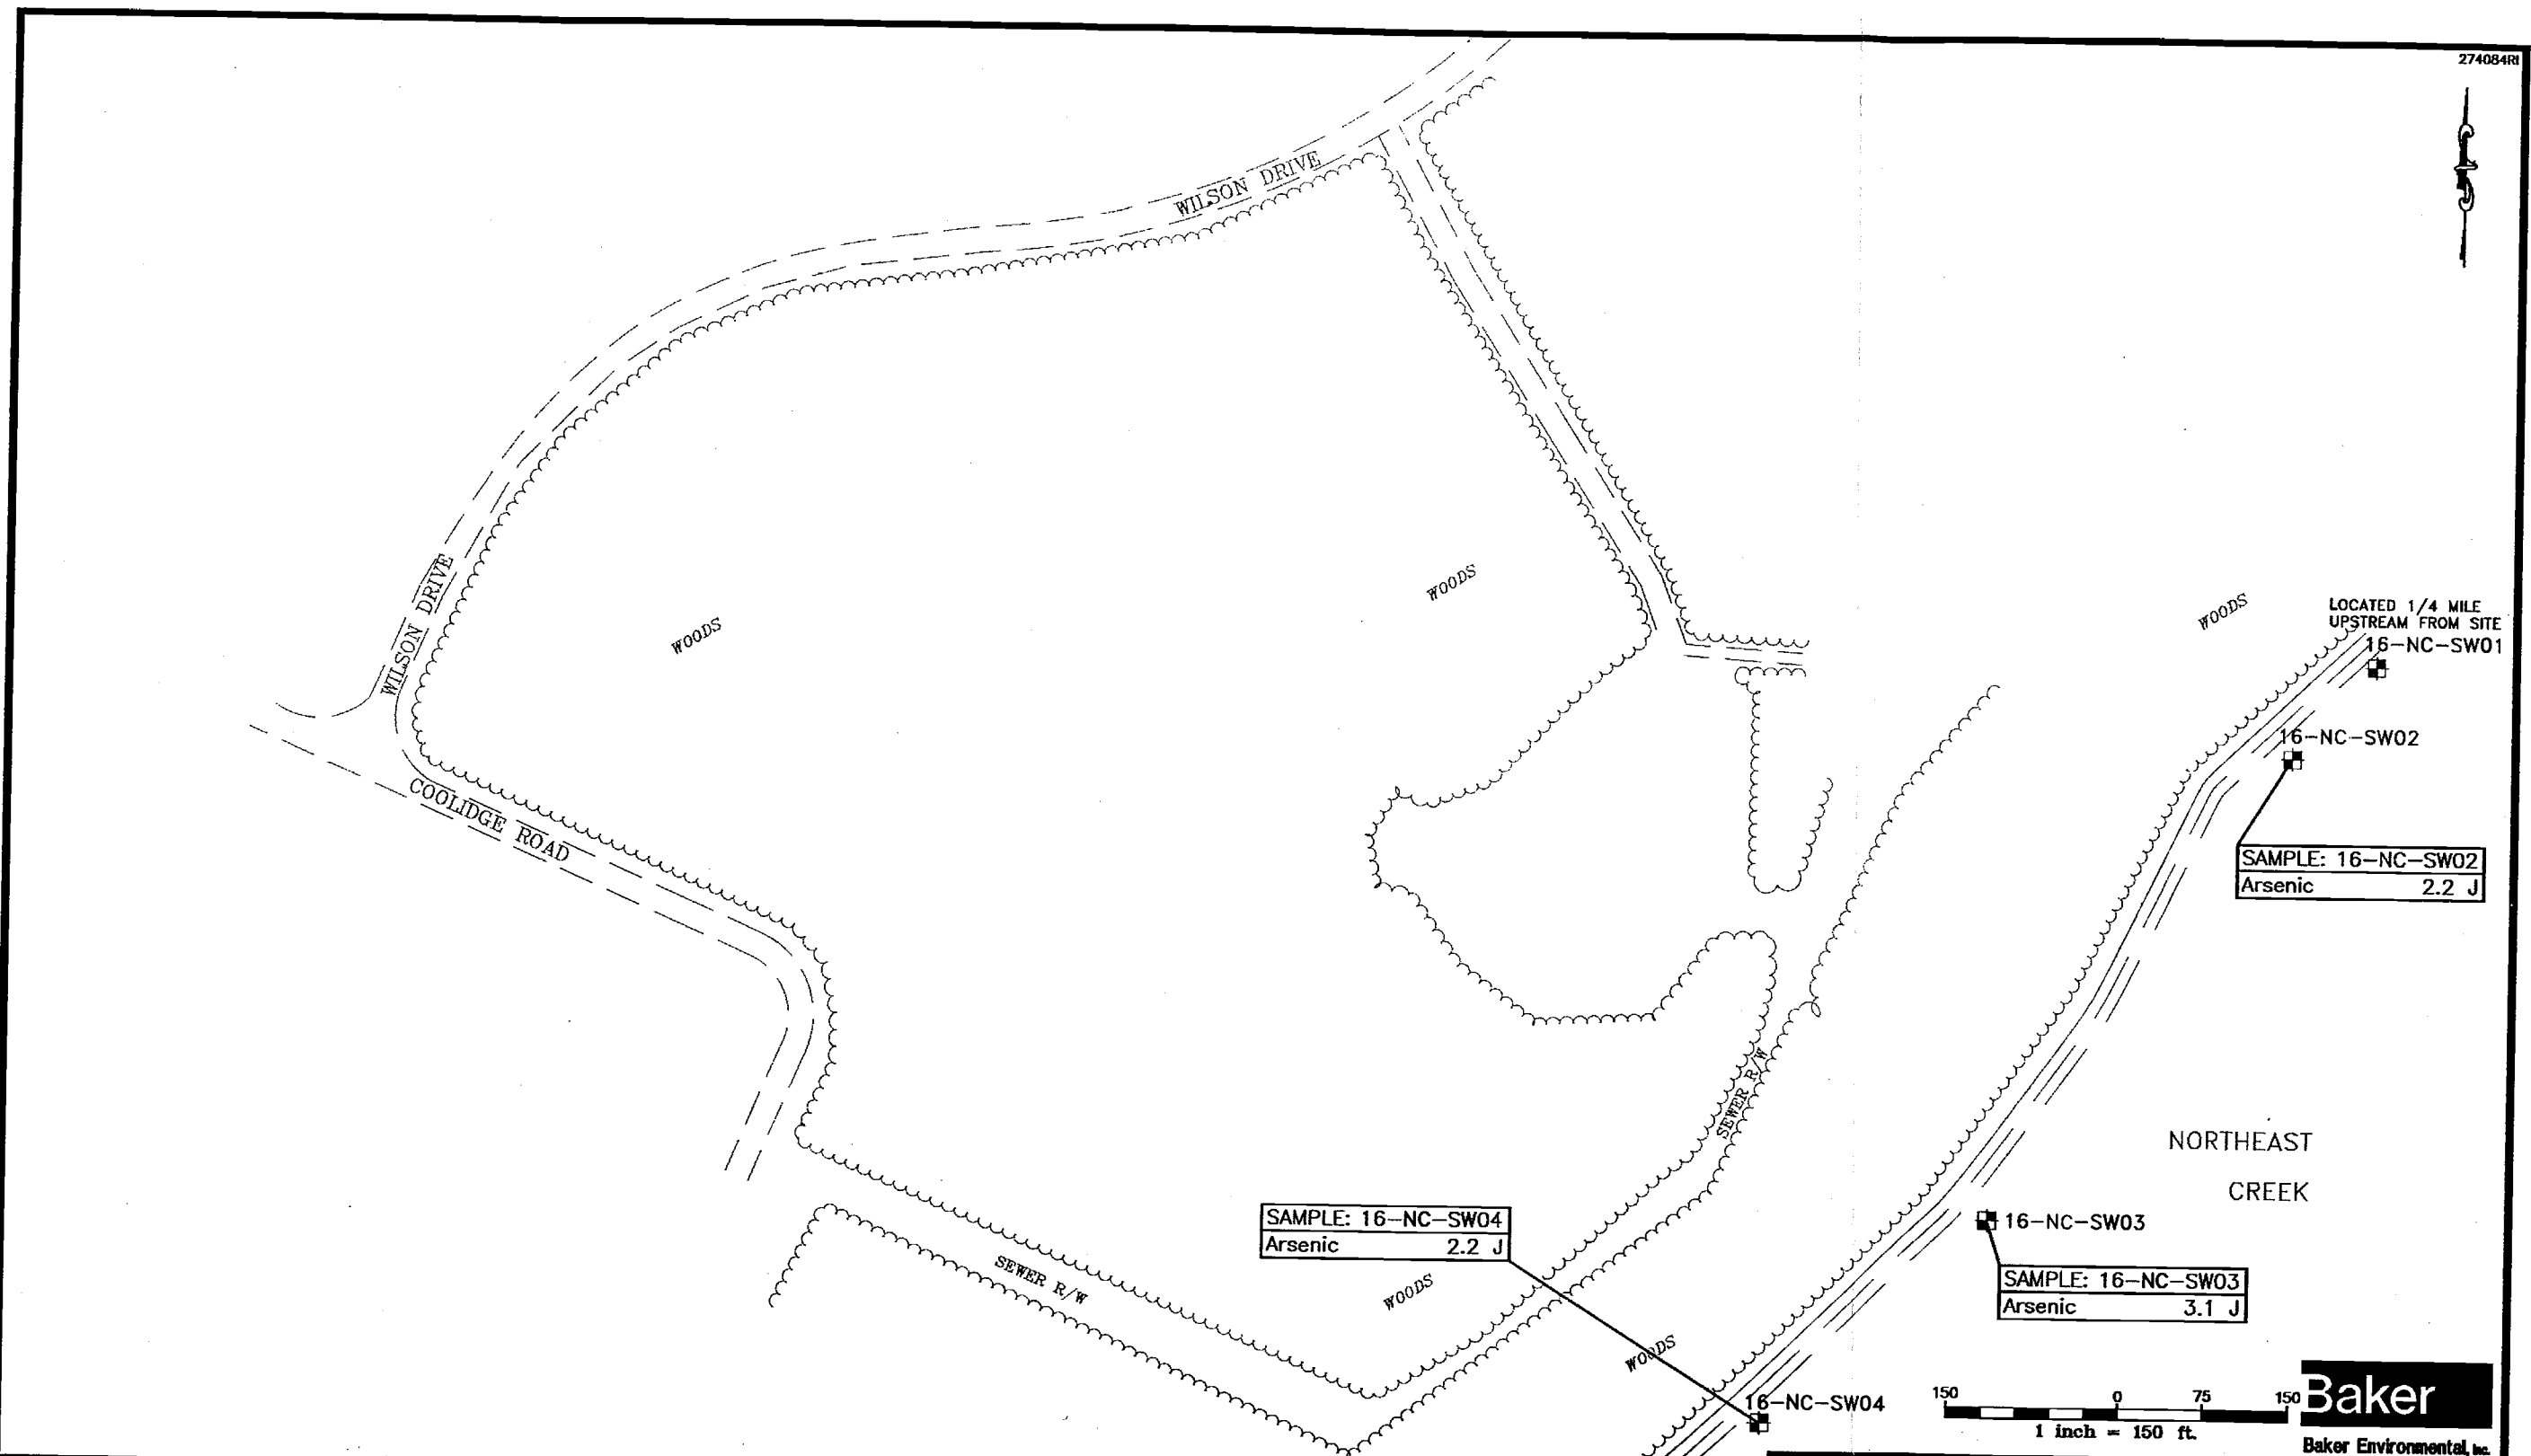 274084RI
WILSON DRIVE
WILSON DRIVE
WOODS
WOODS
WOODS
LOCATED 1/4 MILE
UPSTREAM FROM SITE
16-NC-SW01
16-NC-SW02
COOLIDGE ROAD
SAMPLE: 16-NC-SW02
Arsenic 2.2 J
SEWER R/W
NORTHEAST
CREEK
SAMPLE: 16-NC-SW04
Arsenic 2.2 J
16-NC-SW03
SEWER R/W
WOODS
SAMPLE: 16-NC-SW03
Arsenic 3.1 J
WOODS
16-NC-SW04
150 0 75 150
1 inch = 150 ft.
Baker
Baker Environmental, Inc.